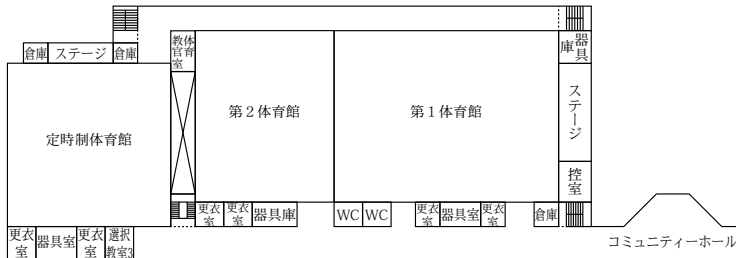 教官室
体育
庫
器具
倉庫
ステージ
倉庫
定時制体育館
第２体育館
第１体育館
ステージ
控室
更衣室
更衣室
器具庫
WC
WC
更衣室
器具室
更衣室
倉庫
更衣室
器具室
更衣室
選択
教室3
コミュニティーホール